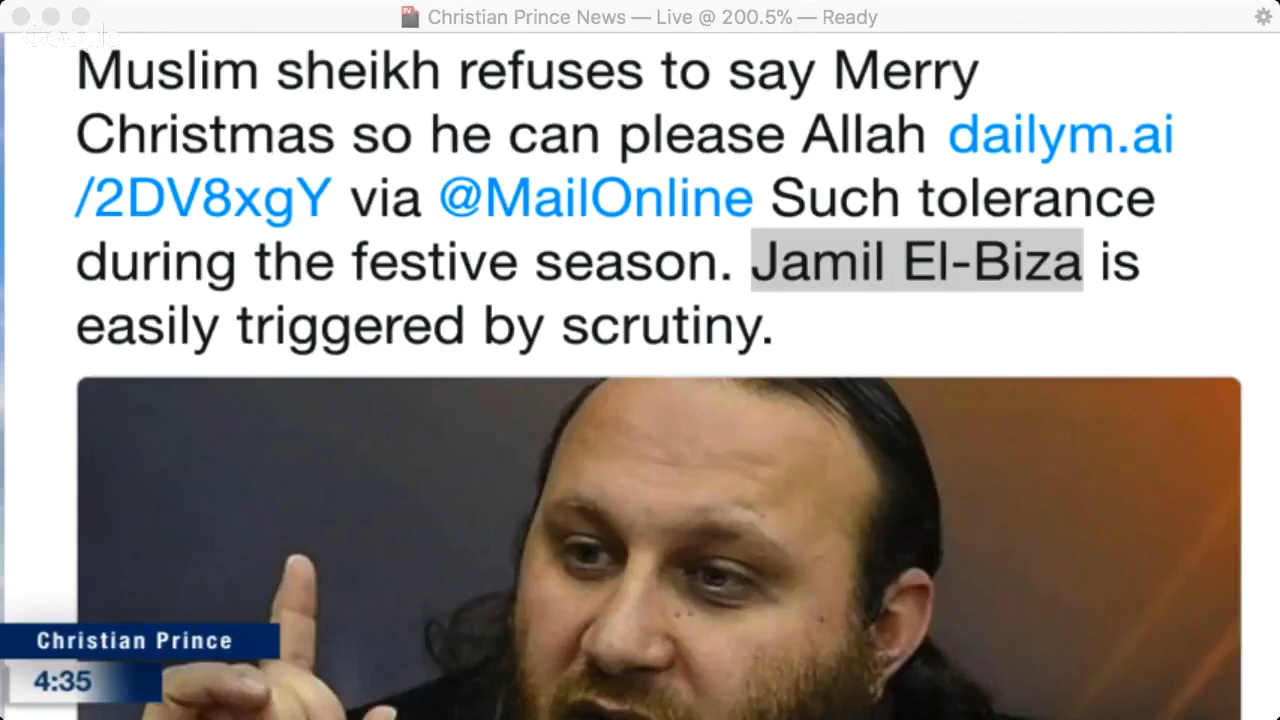 Christian Prince News — Live @ 200.5% — Ready
Google
Muslim sheikh refuses to say Merry
Christmas so he can please Allah dailym.ai
/2DV8xgY via @MailOnline Such tolerance
during the festive season. Jamil El-Biza is
easily triggered by scrutiny.
Christian Prince
4:35